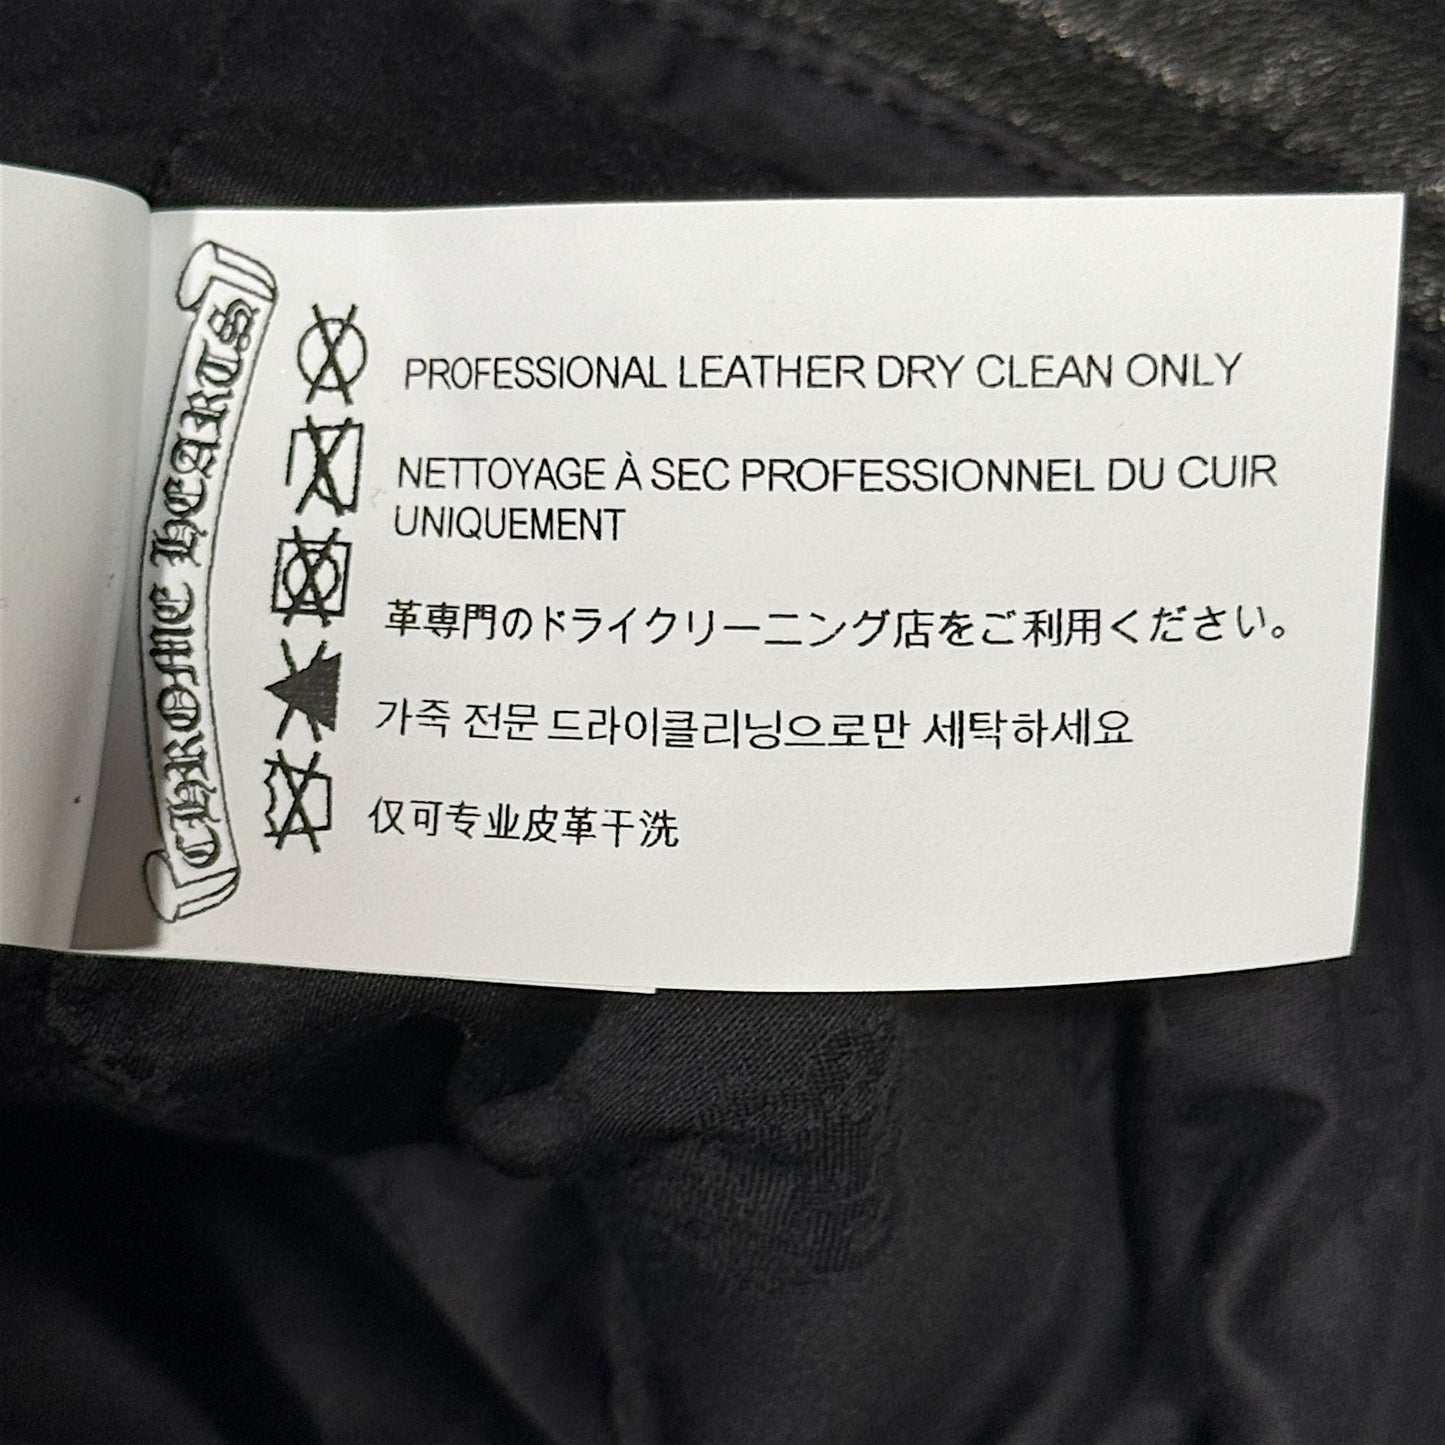 CHROME HEARTS
PROFESSIONAL LEATHER DRY CLEAN ONLY
NETTOYAGE À SEC PROFESSIONNEL DU CUIR
UNIQUEMENT
革専門のドライクリーニング店をご利用ください。
가죽 전문 드라이클리닝으로만 세탁하세요
仅可专业皮革干洗